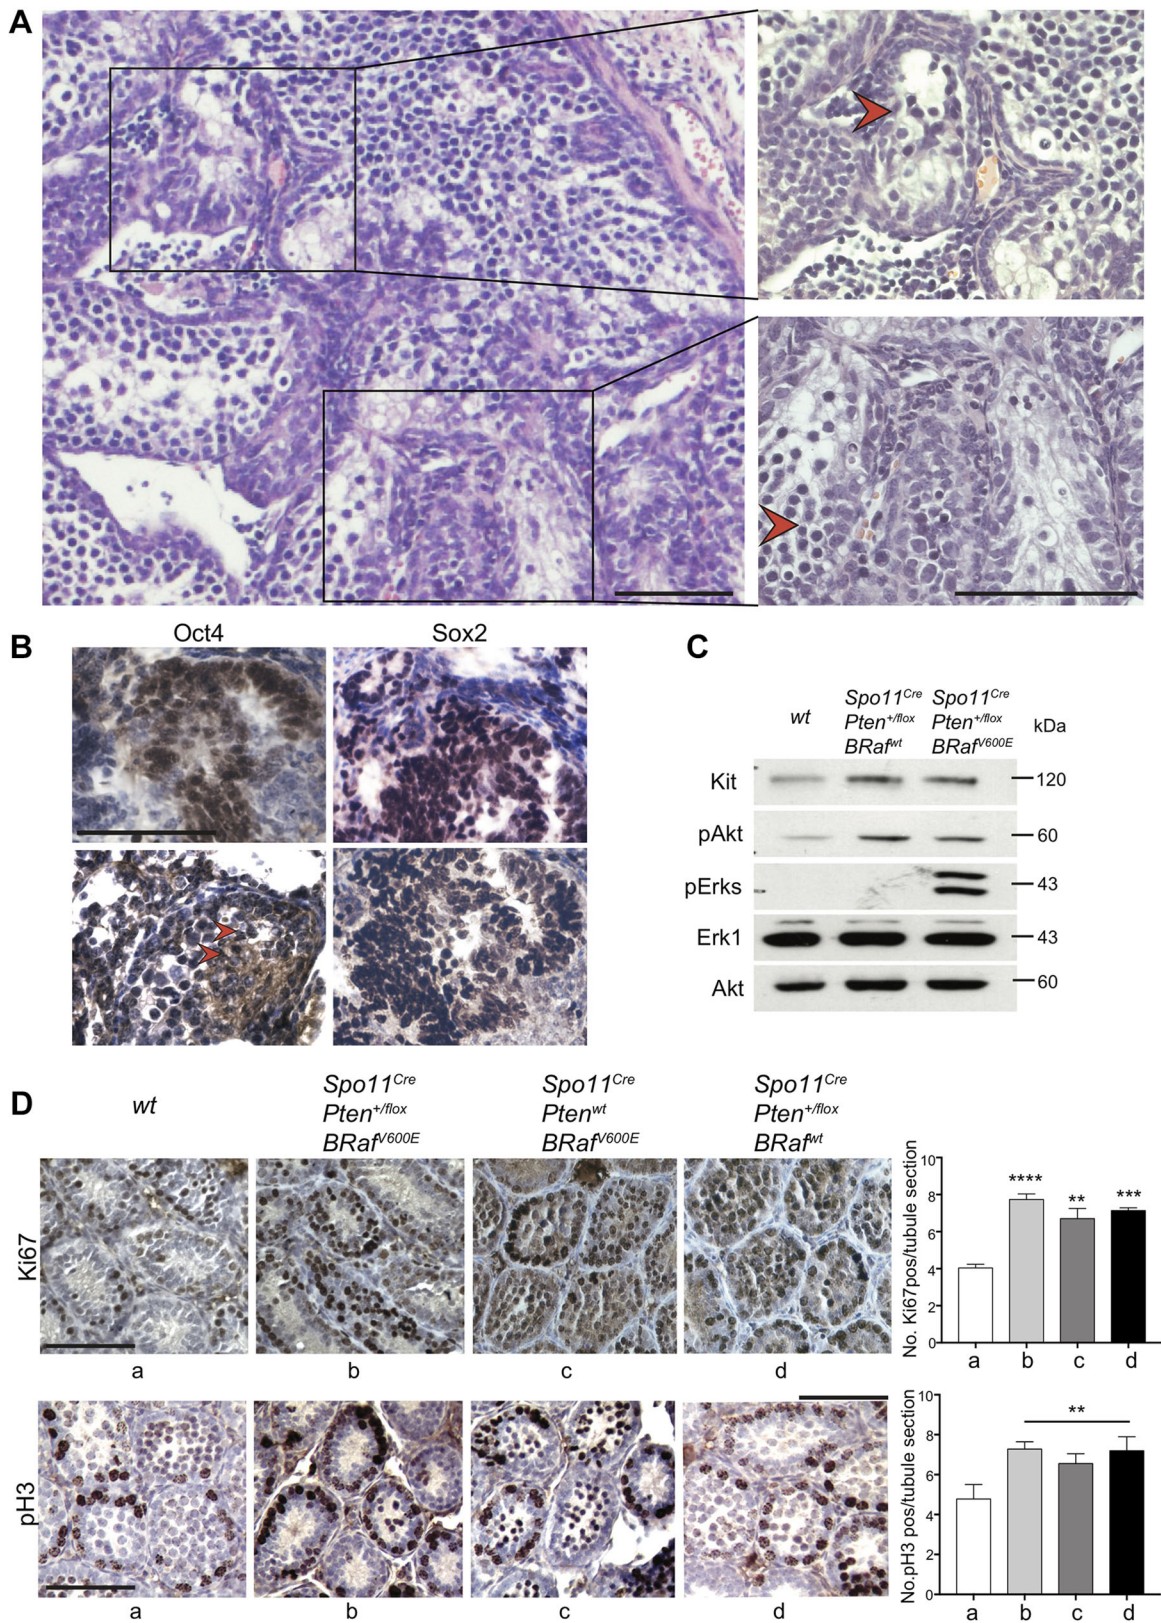 A
B
Oct4
Sox2
C
wt
Spo11Cre
Pten+/flox
BRafwt
Spo11Cre
Pten+/flox
BRafV600E
kDa
Kit
120
pAkt
60
pErks
43
Erk1
43
Akt
60
D
wt
Spo11Cre
Pten+/flox
BRafV600E
Spo11Cre
Ptenwt
BRafV600E
Spo11Cre
Pten+/flox
BRafwt
Ki67
a
b
c
d
No. Ki67pos/tubule section
10
8
6
4
2
0
****
**
***
a
b
c
d
pH3
a
b
c
d
No.pH3 pos/tubule section
10
8
6
4
2
0
**
a
b
c
d